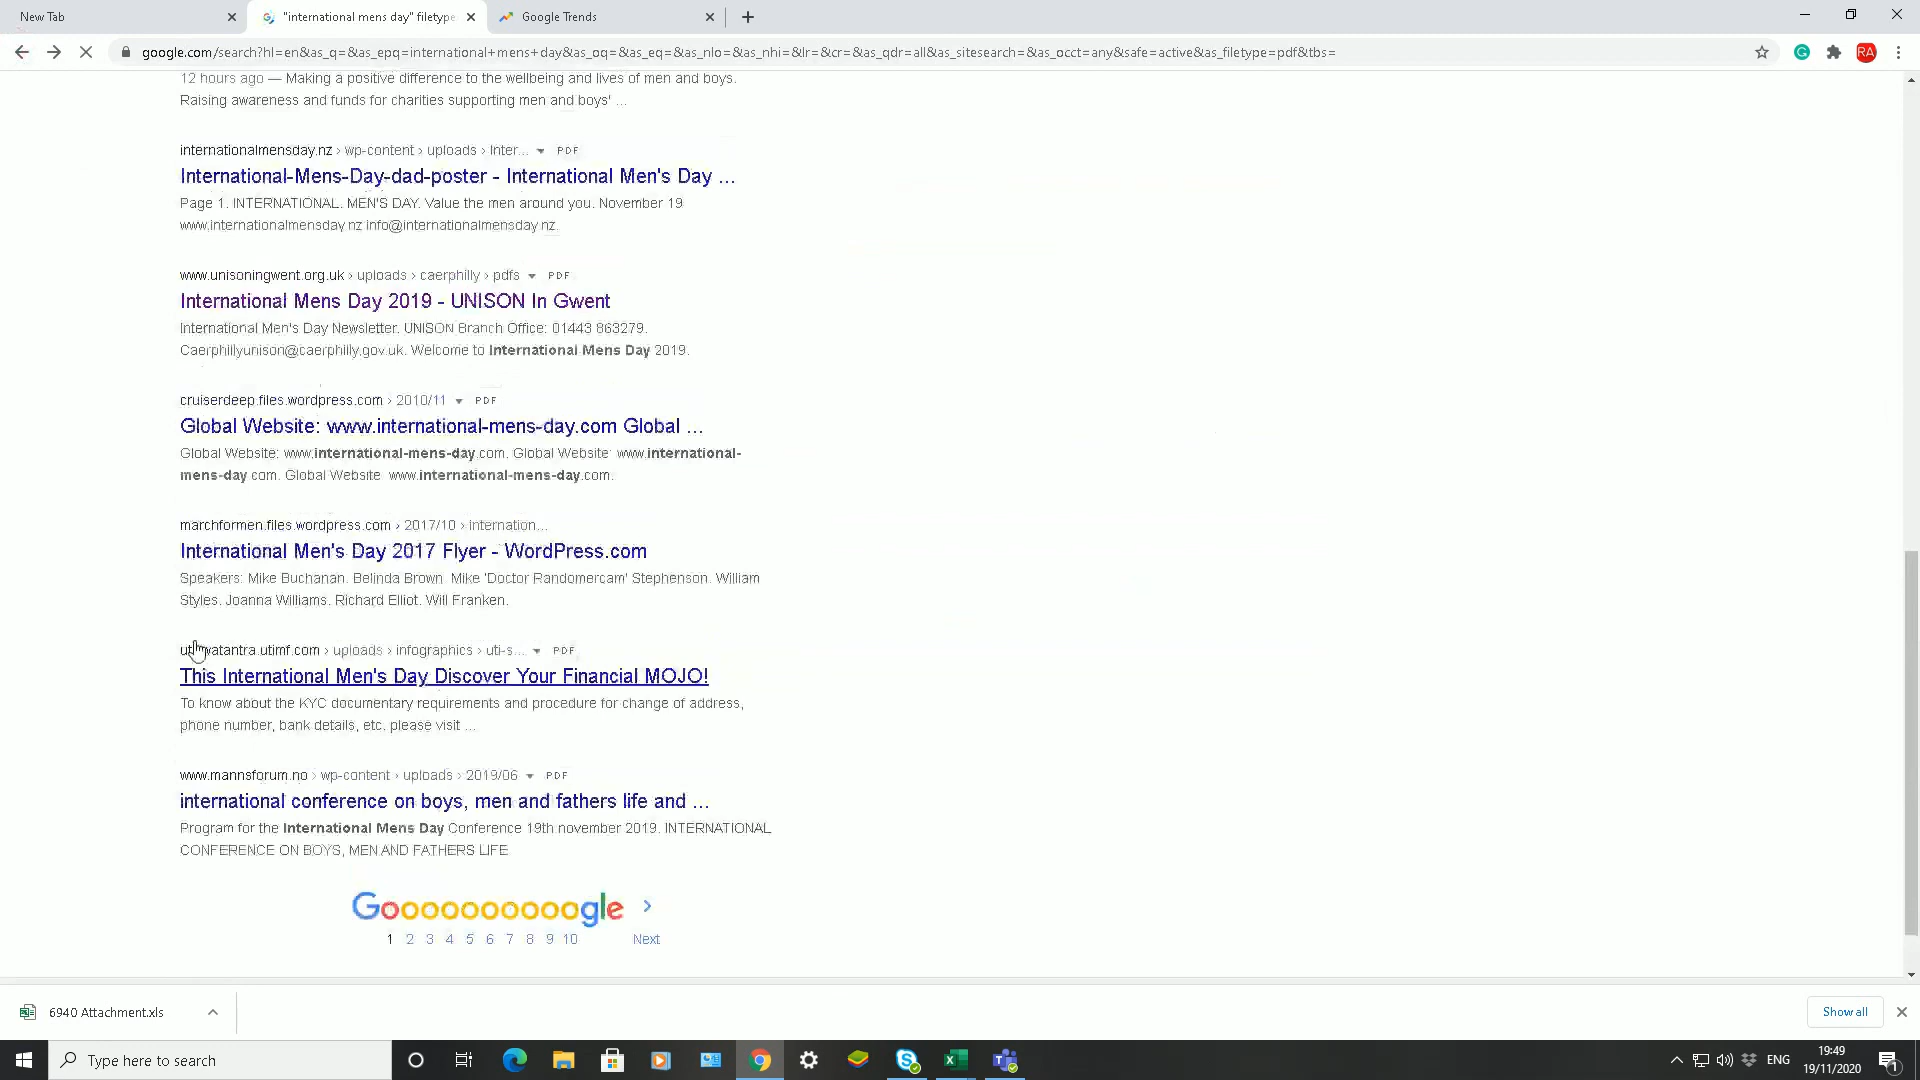 New Tab
"international mens day" filetype
Google Trends
google.com/search?hl=en&as_q=&as_epq=international+mens+day&as_oq=&as_eq=&as_nlo=&as_nhi=&lr=&cr=&as_qdr=all&as_sitesearch=&as_occt=any&safe=active&as_filetype=pdf&tbs=
RA
12 hours ago — Making a positive difference to the wellbeing and lives of men and boys.
Raising awareness and funds for charities supporting men and boys' ...
internationalmensday.nz › wp-content › uploads › Inter... PDF
International-Mens-Day-dad-poster - International Men's Day ...
Page 1. INTERNATIONAL. MEN'S DAY. Value the men around you. November 19
www.internationalmensday.nz info@internationalmensday.nz.
www.unisoningwent.org.uk › uploads › caerphilly › pdfs PDF
International Mens Day 2019 - UNISON In Gwent
International Men's Day Newsletter. UNISON Branch Office: 01443 863279.
Caerphillyunison@caerphilly.gov.uk. Welcome to International Mens Day 2019.
cruiserdeep.files.wordpress.com › 2010/11 PDF
Global Website: www.international-mens-day.com Global ...
Global Website: www.international-mens-day.com. Global Website: www.international-
mens-day.com. Global Website: www.international-mens-day.com.
marchformen.files.wordpress.com › 2017/10 › internation...
International Men's Day 2017 Flyer - WordPress.com
Speakers: Mike Buchanan. Belinda Brown. Mike 'Doctor Randomercam' Stephenson. William
Styles. Joanna Williams. Richard Elliot. Will Franken.
› uploads › infographics › uti-s... PDF
This International Men's Day Discover Your Financial MOJO!
To know about the KYC documentary requirements and procedure for change of address,
phone number, bank details, etc. please visit ...
www.mannsforum.no › wp-content › uploads › 2019/06 PDF
international conference on boys, men and fathers life and ...
Program for the International Mens Day Conference 19th november 2019. INTERNATIONAL
CONFERENCE ON BOYS, MEN AND FATHERS LIFE
Goooooooooogle >
1 2 3 4 5 6 7 8 9 10 Next
6940 Attachment.xls
Show all
Type here to search
ENG
19:49
19/11/2020
1